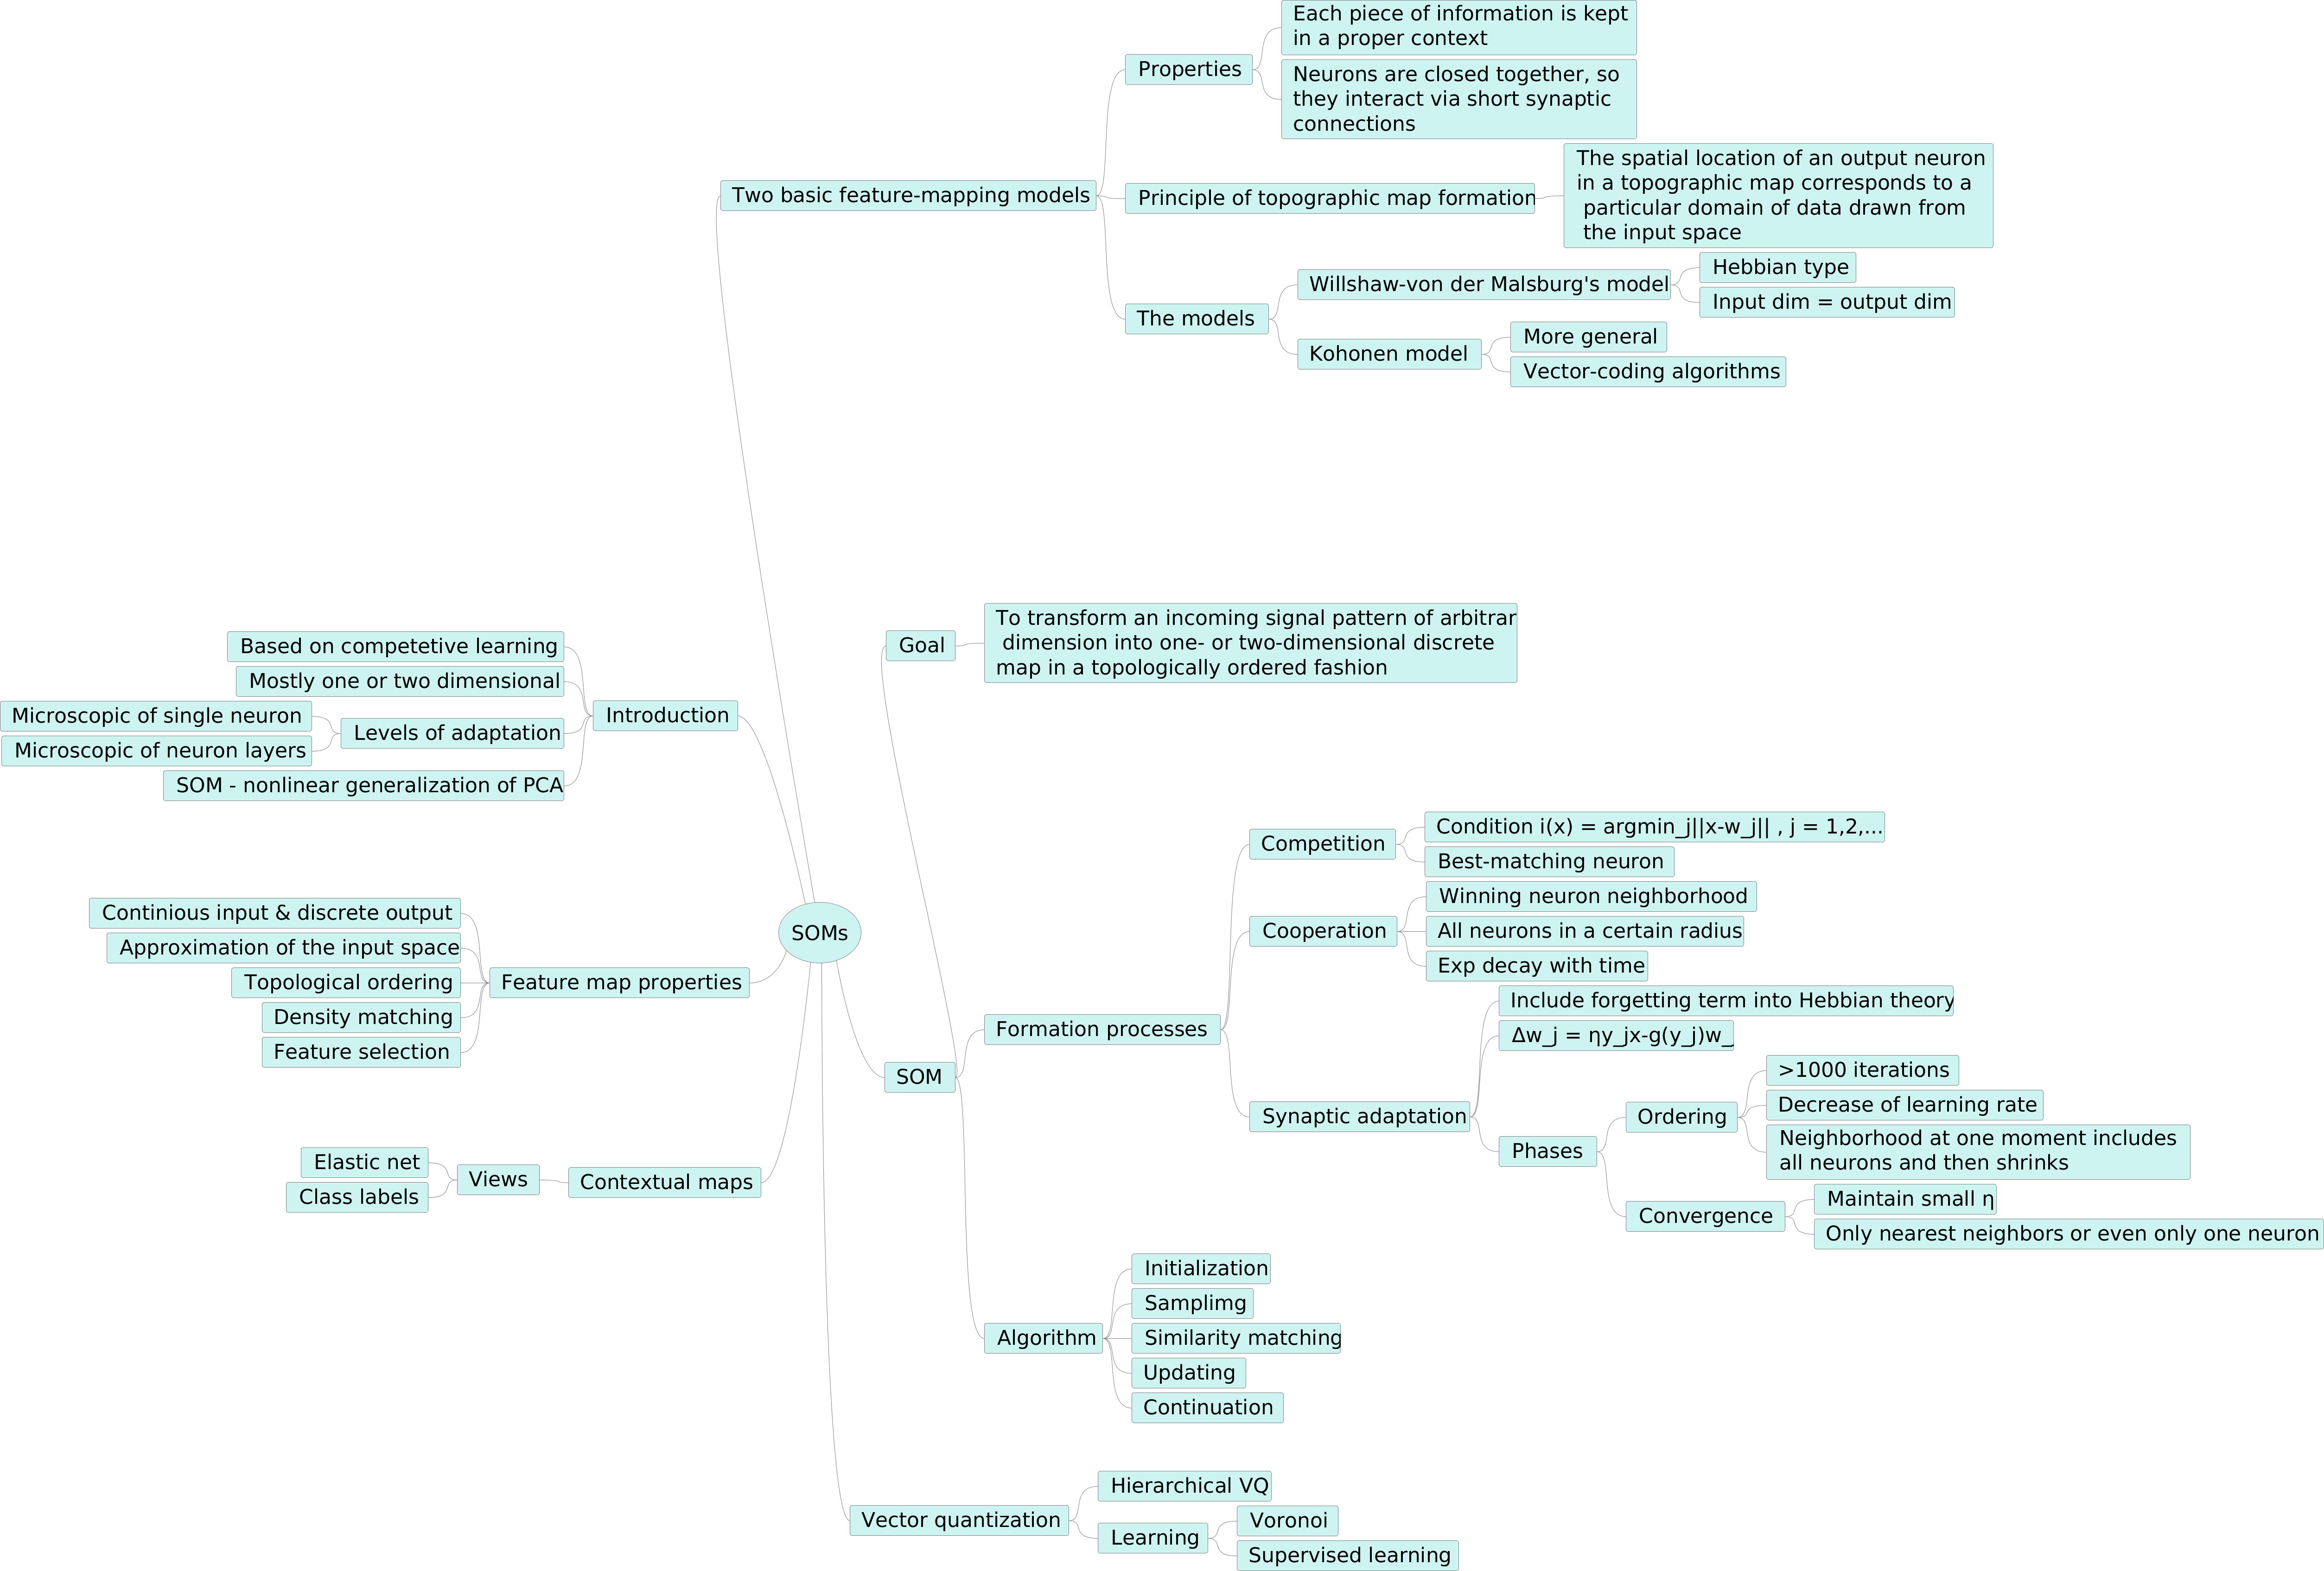 SOMs
Two basic feature-mapping models
Properties
Each piece of information is kept
in a proper context
Neurons are closed together, so
they interact via short synaptic
connections
Principle of topographic map formation
The spatial location of an output neuron
in a topographic map corresponds to a
particular domain of data drawn from
the input space
The models
Willshaw-von der Malsburg's model
Hebbian type
Input dim = output dim
Kohonen model
More general
Vector-coding algorithms
Introduction
Based on competetive learning
Mostly one or two dimensional
Levels of adaptation
Microscopic of single neuron
Microscopic of neuron layers
SOM - nonlinear generalization of PCA
Feature map properties
Continious input & discrete output
Approximation of the input space
Topological ordering
Density matching
Feature selection
Contextual maps
Views
Elastic net
Class labels
SOM
Goal
To transform an incoming signal pattern of arbitrar
dimension into one- or two-dimensional discrete
map in a topologically ordered fashion
Formation processes
Competition
Condition i(x) = argmin_j||x-w_j|| , j = 1,2,...
Best-matching neuron
Cooperation
Winning neuron neighborhood
All neurons in a certain radius
Exp decay with time
Synaptic adaptation
Include forgetting term into Hebbian theory
Δw_j = ηy_jx-g(y_j)w_j
Phases
Ordering
>1000 iterations
Decrease of learning rate
Neighborhood at one moment includes
all neurons and then shrinks
Convergence
Maintain small η
Only nearest neighbors or even only one neuron
Algorithm
Initialization
Samplimg
Similarity matching
Updating
Continuation
Vector quantization
Hierarchical VQ
Learning
Voronoi
Supervised learning